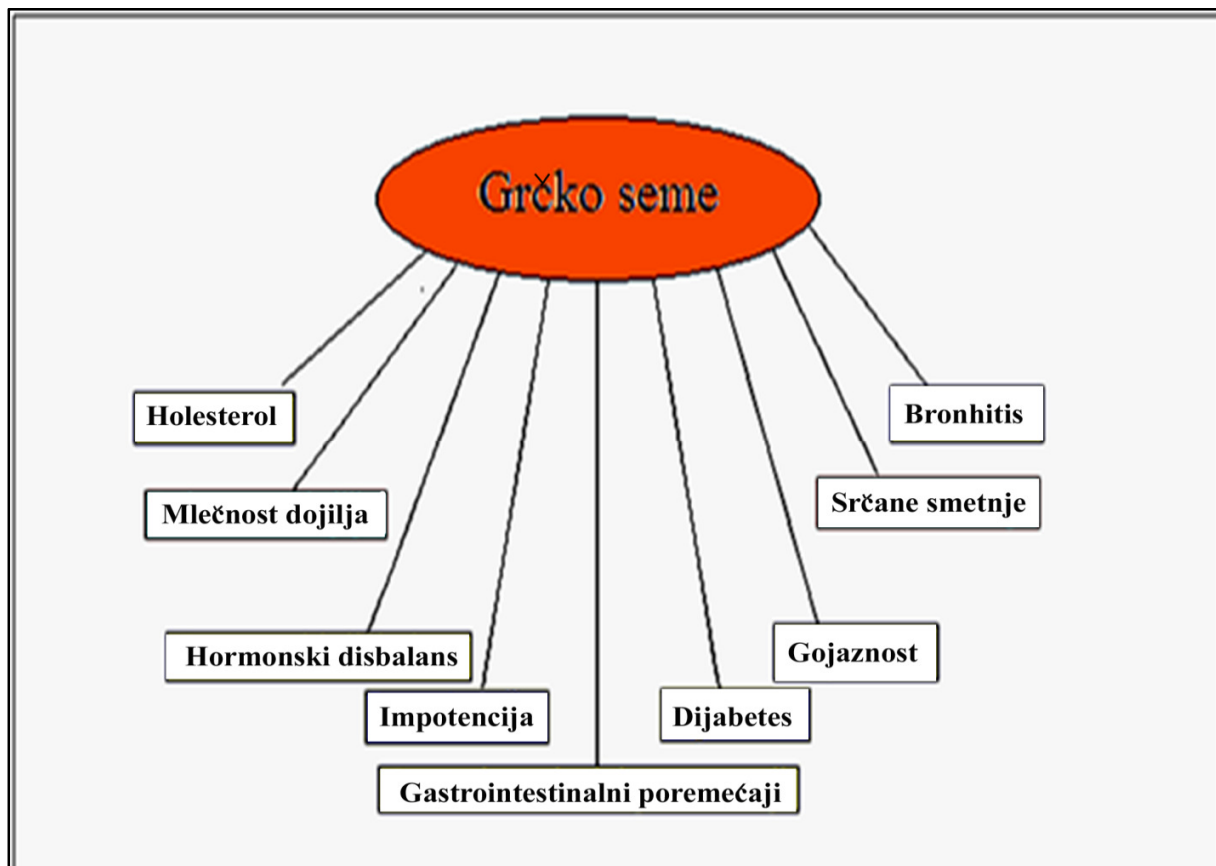 Grčko seme
Holesterol
Bronhitis
Mlečnost dojilja
Srčane smetnje
Hormonski disbalans
Gojaznost
Impotencija
Dijabetes
Gastrointestinalni poremećaji